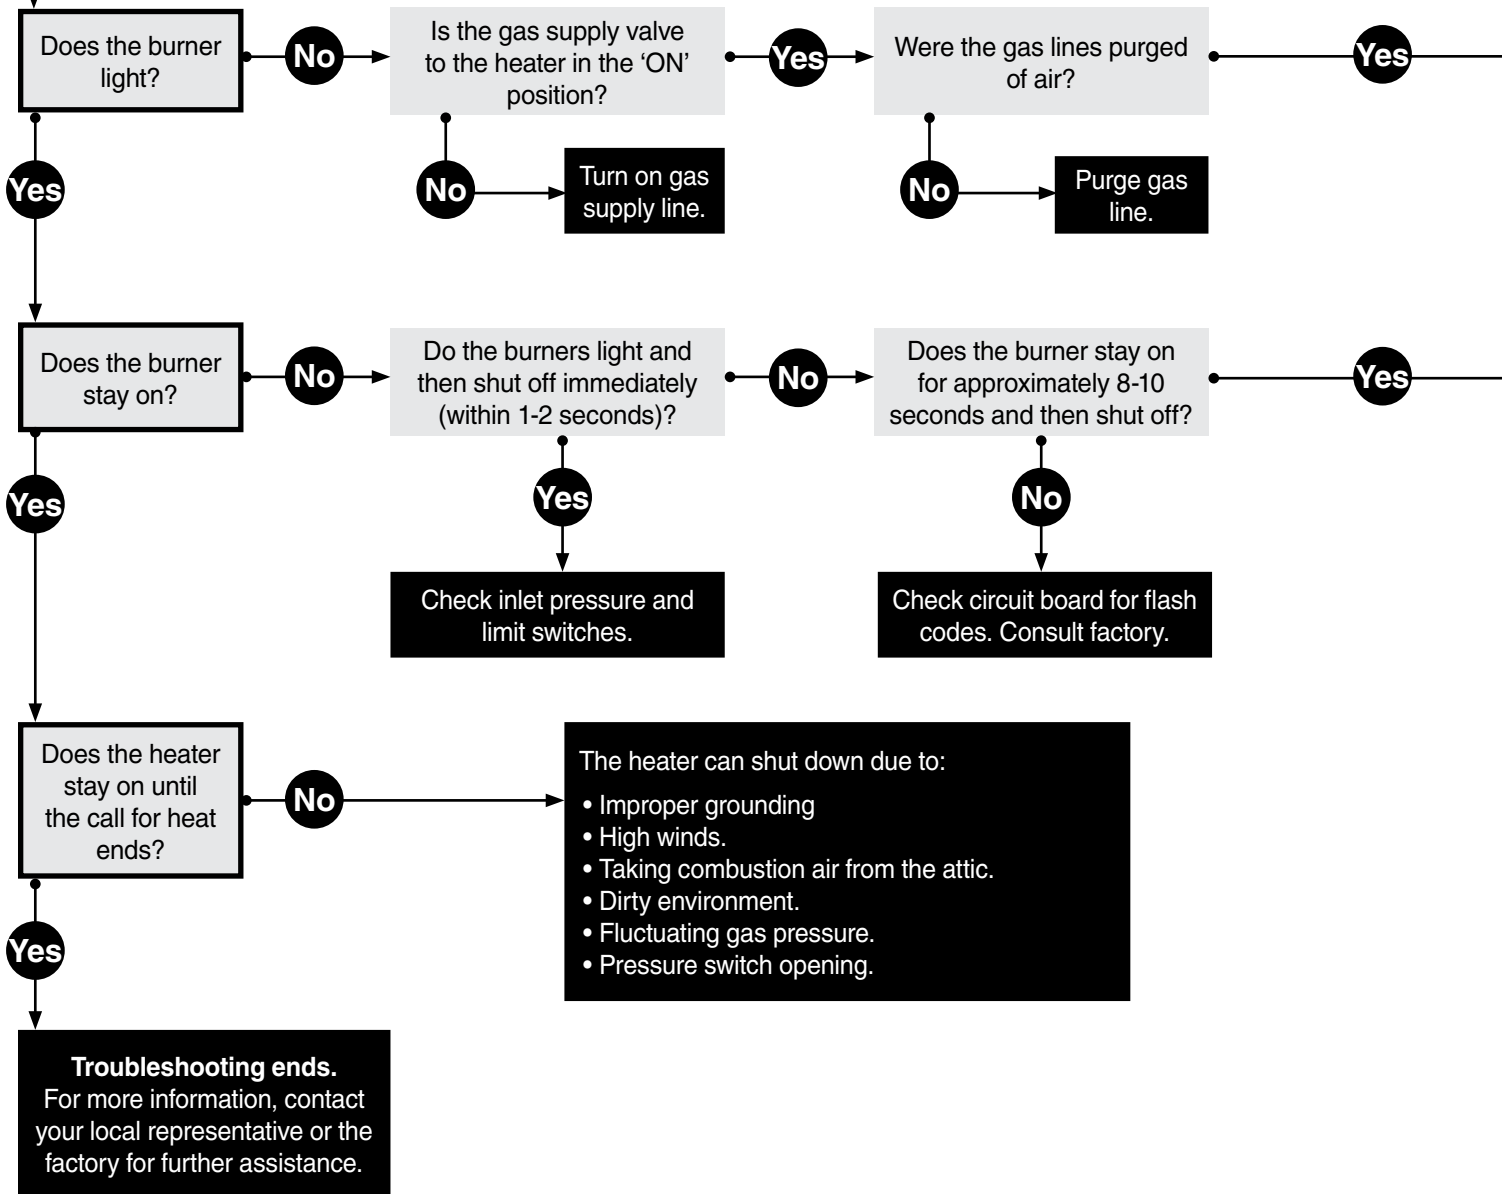 Does the burner
light?
No
Is the gas supply valve
to the heater in the ‘ON’
position?
Yes
Were the gas lines purged
of air?
Yes
Yes
No
Turn on gas
supply line.
No
Purge gas
line.
Does the burner
stay on?
No
Do the burners light and
then shut off immediately
(within 1-2 seconds)?
No
Does the burner stay on
for approximately 8-10
seconds and then shut off?
Yes
Yes
Yes
No
Check inlet pressure and
limit switches.
Check circuit board for flash
codes. Consult factory.
Does the heater
stay on until
the call for heat
ends?
No
The heater can shut down due to:
• Improper grounding
• High winds.
• Taking combustion air from the attic.
• Dirty environment.
• Fluctuating gas pressure.
• Pressure switch opening.
Yes
Troubleshooting ends.
For more information, contact
your local representative or the
factory for further assistance.